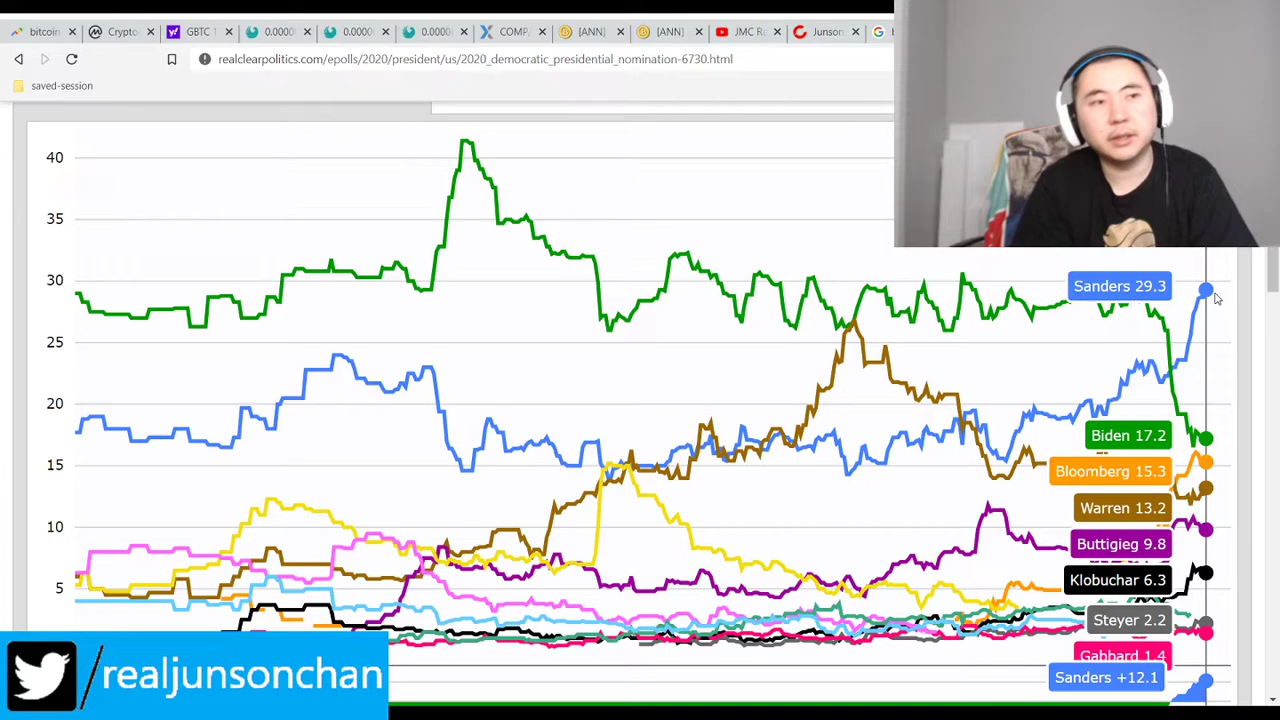 bitcoin
Crypto
GBTC
0.0000
0.0000
0.0000
COMP
[ANN]
[ANN]
JMC R
Junson
realclearpolitics.com/epolls/2020/president/us/2020_democratic_presidential_nomination-6730.html
saved-session
40
35
30
25
20
15
10
5
Sanders 29.3
Biden 17.2
Bloomberg 15.3
Warren 13.2
Buttigieg 9.8
Klobuchar 6.3
Steyer 2.2
Gabbard 1.4
Sanders +12.1
/realjunsonchan